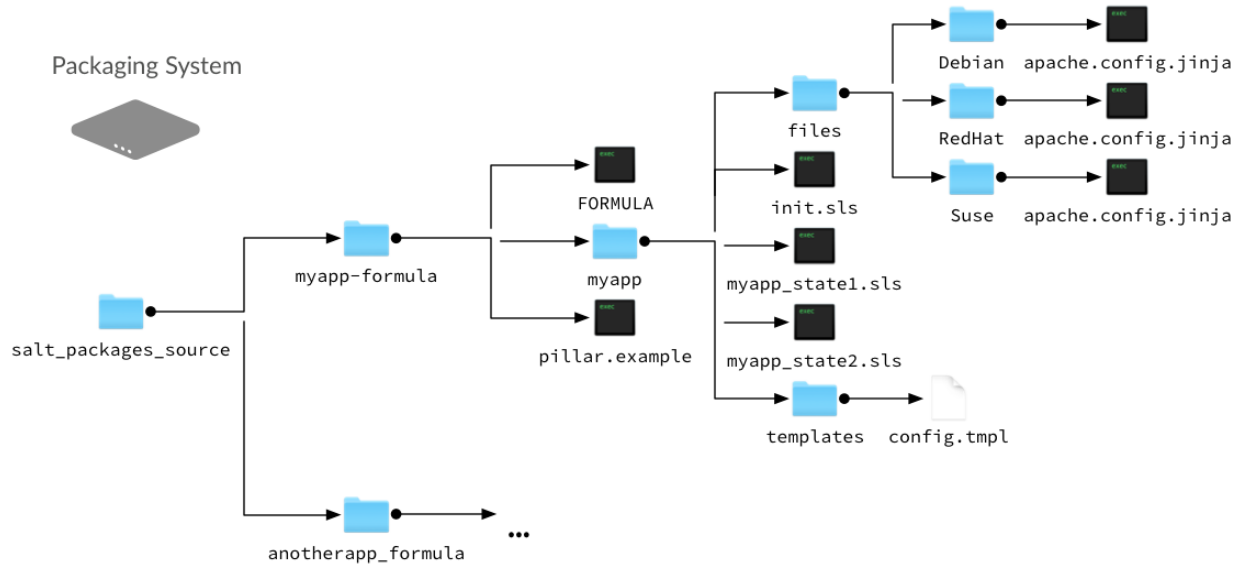 Packaging System
Debian
apache.config.jinja
files
RedHat
apache.config.jinja
FORMULA
init.sls
Suse
apache.config.jinja
myapp-formula
myapp
myapp_state1.sls
salt_packages_source
pillar.example
myapp_state2.sls
templates
config.tmpl
anotherapp_formula
...